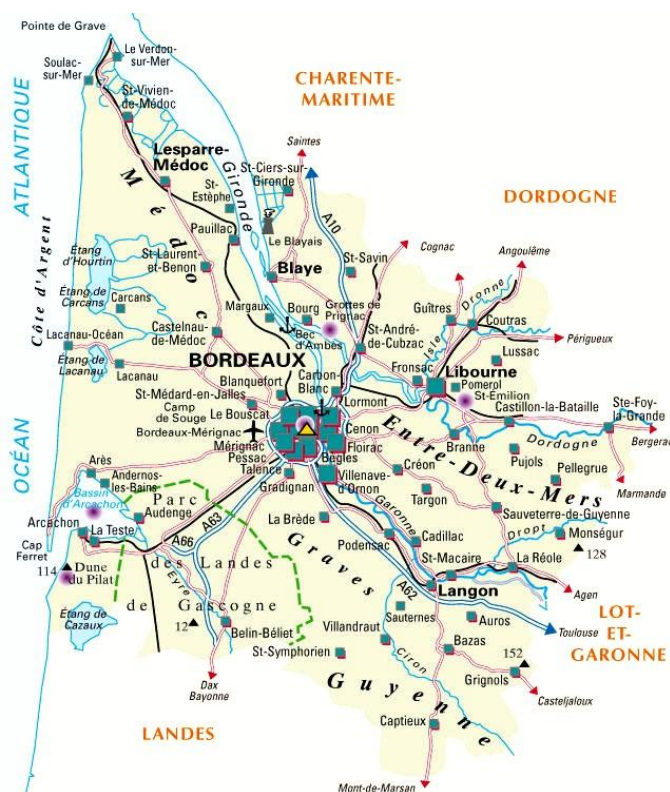 Pointe de Grave
Le Verdon-
sur-Mer
Soulac-
sur-Mer
St-Vivien-
de-Médoc
CHARENTE-
MARITIME
ATLANTIQUE
Saintes
Lesparre-
Médoc
St-Ciers-sur-
Gironde
St-
Estèphe
Gironde
A10
DORDOGNE
Médoc
Pauillac
Le Blayais
Cognac
Angoulême
Côte d'Argent
Étang
d'Hourtin
St-Laurent-
et-Benon
Blaye
St-Savin
Étang de
Carcans
Carcans
Margaux
Bourg
Grottes de
Prignac
Guîtres
Dronne
Coutras
Lacanau-Océan
Castelnau-
de-Médoc
Bec
d'Ambès
St-André-
de-Cubzac
Isle
Périgueux
Étang de
Lacanau
Lacanau
BORDEAUX
Fronsac
Libourne
Lussac
Blanquefort
Carbon-
Blanc
Pomerol
St-Émilion
St-Médard-en-Jalles
Lormont
Castillon-la-Bataille
Ste-Foy-
la-Grande
Camp
de Souge
Le Bouscat
Cenon
Bordeaux-Mérignac
Mérignac
Floirac
Branne
Dordogne
Bergerac
OCÉAN
Pessac
Bègles
Entre-Deux-Mers
Talence
Villenave-
d'Ornon
Créon
Pujols
Pellegrue
Arès
Andernos-
les-Bains
Gradignan
Targon
Marmande
Bassin
d'Arcachon
Parc
Audenge
A63
La Brède
Garonne
Cadillac
Sauveterre-de-Guyenne
Dropt
Monségur
Arcachon
La Teste
A66
Podensac
St-Macaire
128
Cap
Ferret
114
Dune
du Pilat
des Landes
Graves
A62
La Réole
Eyre
Langon
Agen
Étang de
Cazaux
de Gascogne
12
Sauternes
Auros
Toulouse
LOT-
ET-
GARONNE
Belin-Béliet
Villandraut
St-Symphorien
Bazas
152
Ciron
Grignols
Guyenne
Casteljaloux
Dax
Bayonne
Captieux
LANDES
Mont-de-Marsan